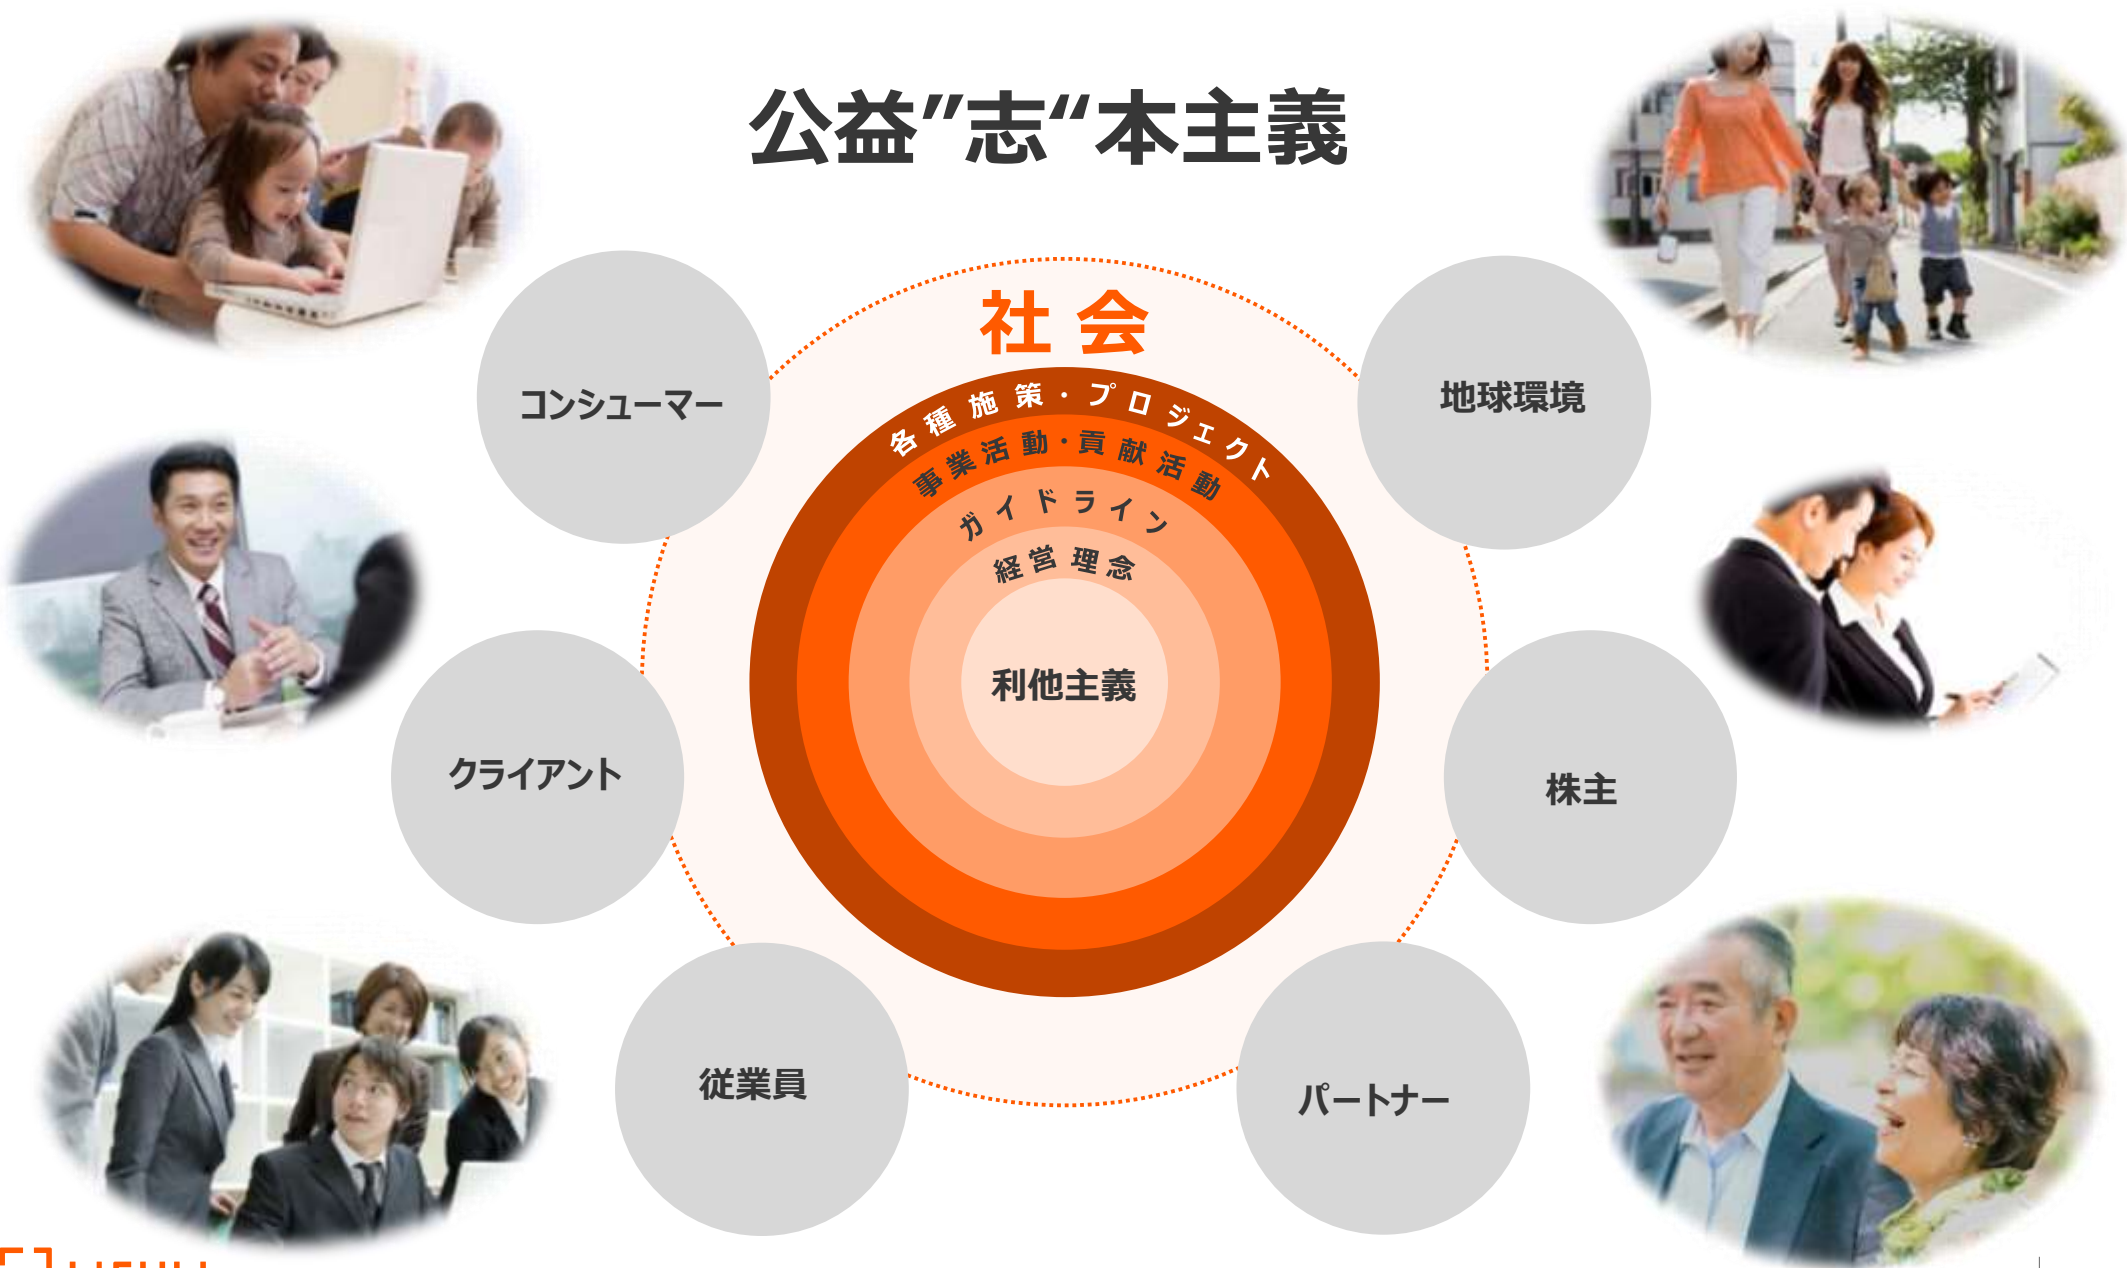 公益”志“本主義
社会
各種施策・プロジェクト
事業活動・貢献活動
ガイドライン
経営理念
利他主義
コンシューマー
地球環境
クライアント
株主
従業員
パートナー